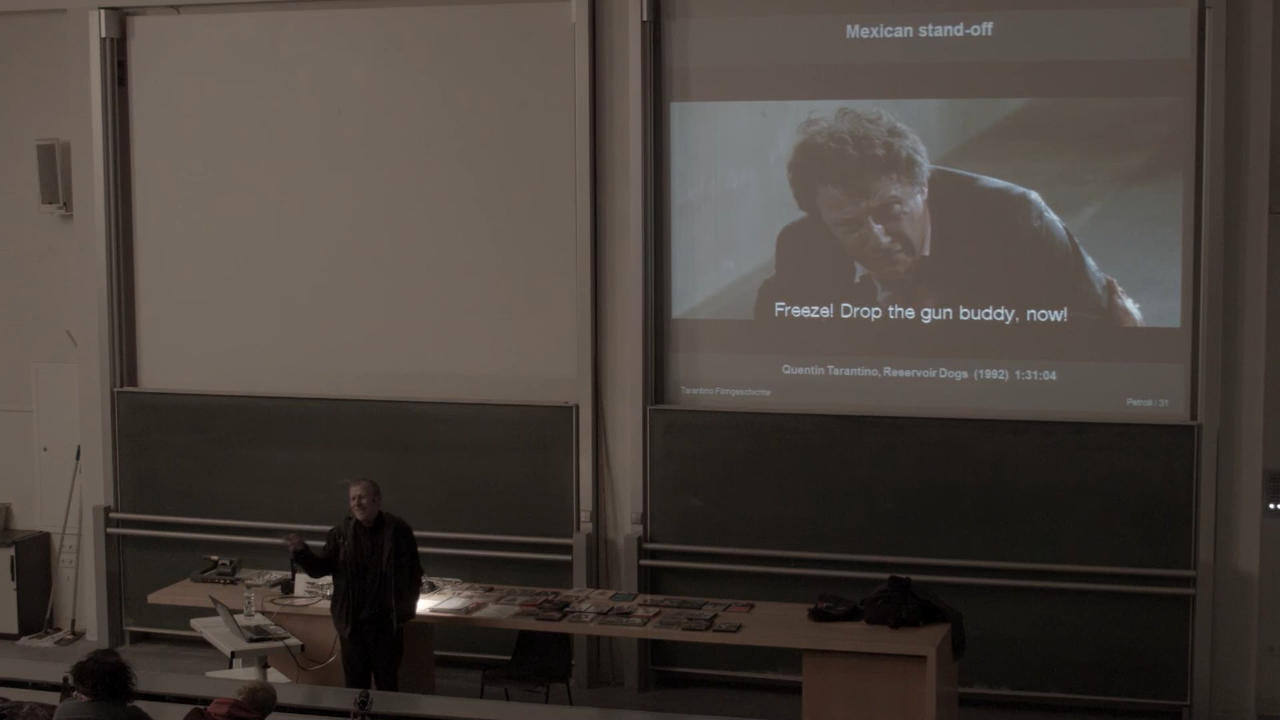 Mexican stand-off
Freeze! Drop the gun buddy, now!
Quentin Tarantino, Reservoir Dogs (1992) 1:31:04
Tarantino Filmgeschichte
Petroll / 31